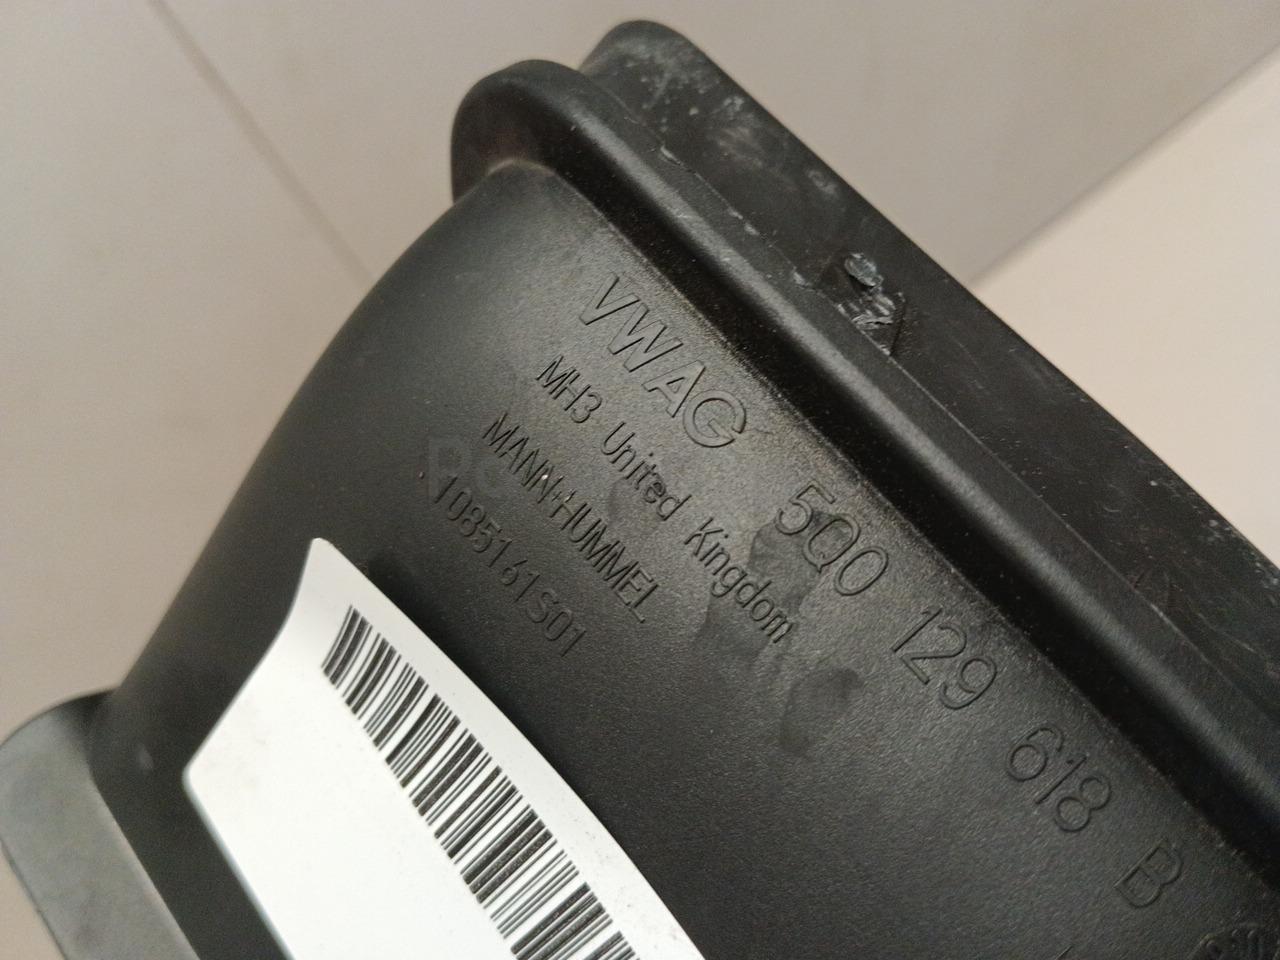 VWAG 5Q0 129 618 B
MH3 United Kingdom
MANN+HUMMEL
.1085161S01